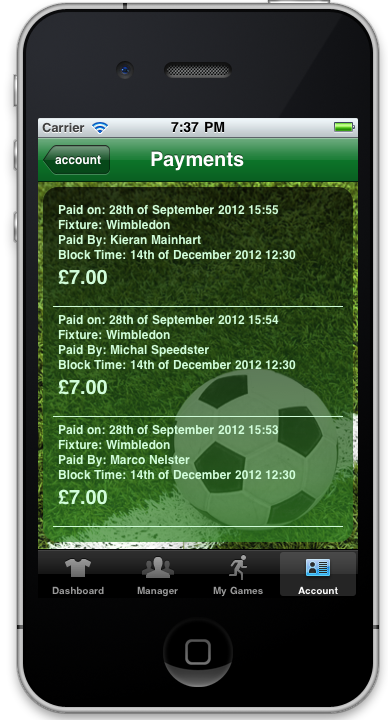 Carrier 7:37 PM
account Payments
Paid on: 28th of September 2012 15:55
Fixture: Wimbledon
Paid By: Kieran Mainhart
Block Time: 14th of December 2012 12:30
£7.00
Paid on: 28th of September 2012 15:54
Fixture: Wimbledon
Paid By: Michal Speedster
Block Time: 14th of December 2012 12:30
£7.00
Paid on: 28th of September 2012 15:53
Fixture: Wimbledon
Paid By: Marco Nelster
Block Time: 14th of December 2012 12:30
£7.00
Dashboard Manager My Games Account